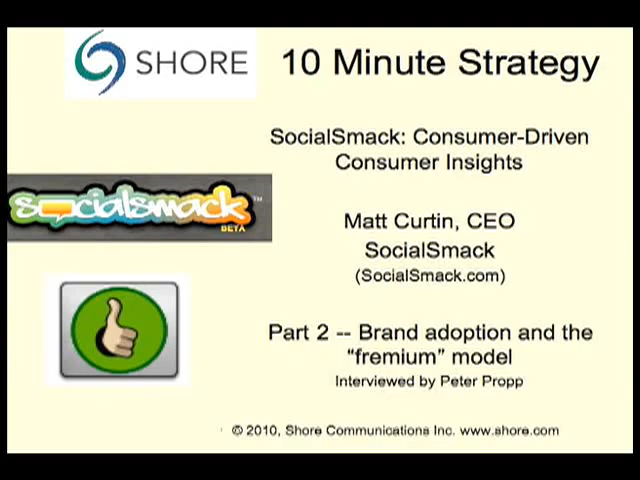 SHORE
10 Minute Strategy
SocialSmack: Consumer-Driven
Consumer Insights
socialsmack™
BETA
Matt Curtin, CEO
SocialSmack
(SocialSmack.com)
Part 2 -- Brand adoption and the
“fremium” model
Interviewed by Peter Propp
© 2010, Shore Communications Inc. www.shore.com